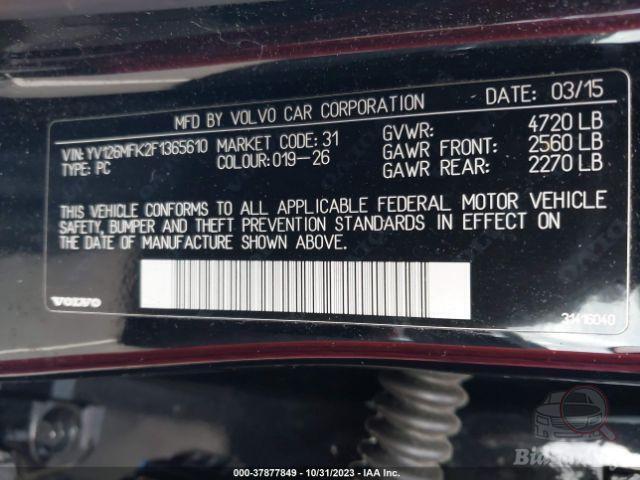 MFD BY VOLVO CAR CORPORATION DATE: 03/15
VIN: YV126MFK2F1365610 MARKET CODE: 31 GVWR: 4720 LB
TYPE: PC COLOUR: 019-26 GAWR FRONT: 2560 LB
GAWR REAR: 2270 LB
THIS VEHICLE CONFORMS TO ALL APPLICABLE FEDERAL MOTOR VEHICLE
SAFETY, BUMPER AND THEFT PREVENTION STANDARDS IN EFFECT ON
THE DATE OF MANUFACTURE SHOWN ABOVE.
VOLVO
31416040
000-37877849 - 10/31/2023 - IAA Inc.